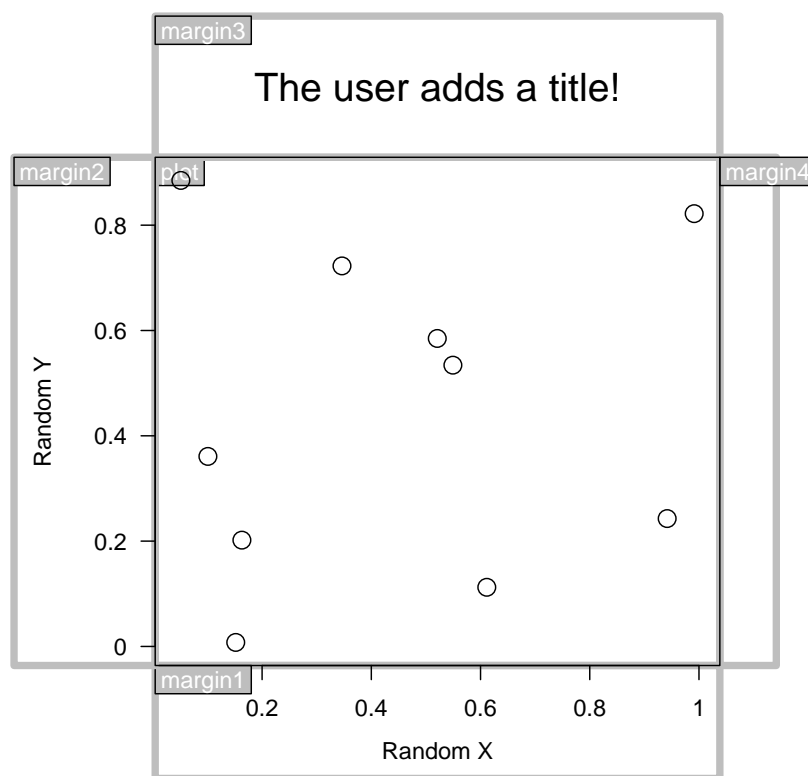 margin3
The user adds a title!
margin2
plot
margin4
0.8
0.6
0.4
0.2
0
Random Y
margin1
0.2 0.4 0.6 0.8 1
Random X